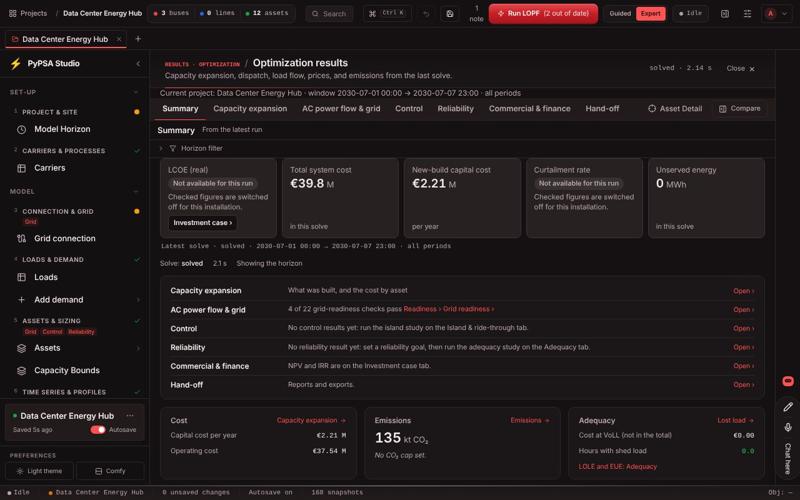 Projects / Data Center Energy Hub 3 buses 0 lines 12 assets Search Ctrl K 1 note Run LOPF (2 out of date) Guided Expert Idle A
Data Center Energy Hub × +
PyPSA Studio
SET-UP
1 PROJECT & SITE
Model Horizon
2 CARRIERS & PROCESSES
Carriers
MODEL
3 CONNECTION & GRID
Grid
Grid connection
4 LOADS & DEMAND
Loads
Add demand
5 ASSETS & SIZING
Grid Control Reliability
Assets
Capacity Bounds
6 TIME SERIES & PROFILES
Data Center Energy Hub ...
Saved 5s ago Autosave
PREFERENCES
Light theme Comfy
RESULTS · OPTIMIZATION / Optimization results
Capacity expansion, dispatch, load flow, prices, and emissions from the last solve.
solved · 2.14 s Close ×
Current project: Data Center Energy Hub · window 2030-07-01 00:00 → 2030-07-07 23:00 · all periods
Summary Capacity expansion AC power flow & grid Control Reliability Commercial & finance Hand-off Asset Detail Compare
Summary From the latest run
Horizon filter
LCOE (real)
Not available for this run
Checked figures are switched off for this installation.
Investment case ›
Total system cost
€39.8 M
in this solve
New-build capital cost
€2.21 M
per year
Curtailment rate
Not available for this run
Checked figures are switched off for this installation.
Unserved energy
0 MWh
in this solve
Latest solve · solved · 2030-07-01 00:00 → 2030-07-07 23:00 · all periods
Solve: solved 2.1 s Showing the horizon
Capacity expansion What was built, and the cost by asset Open ›
AC power flow & grid 4 of 22 grid-readiness checks pass Readiness › Grid readiness › Open ›
Control No control results yet: run the island study on the Island & ride-through tab. Open ›
Reliability No reliability result yet: set a reliability goal, then run the adequacy study on the Adequacy tab. Open ›
Commercial & finance NPV and IRR are on the Investment case tab. Open ›
Hand-off Reports and exports. Open ›
Cost Capacity expansion →
Capital cost per year €2.21 M
Operating cost €37.54 M
Emissions Emissions →
135 kt CO₂
No CO₂ cap set.
Adequacy Lost load →
Cost at VoLL (not in the total) €0.00
Hours with shed load 0.0
LOLE and EUE: Adequacy
Chat here
Idle Data Center Energy Hub 0 unsaved changes Autosave on 168 snapshots Obj: —